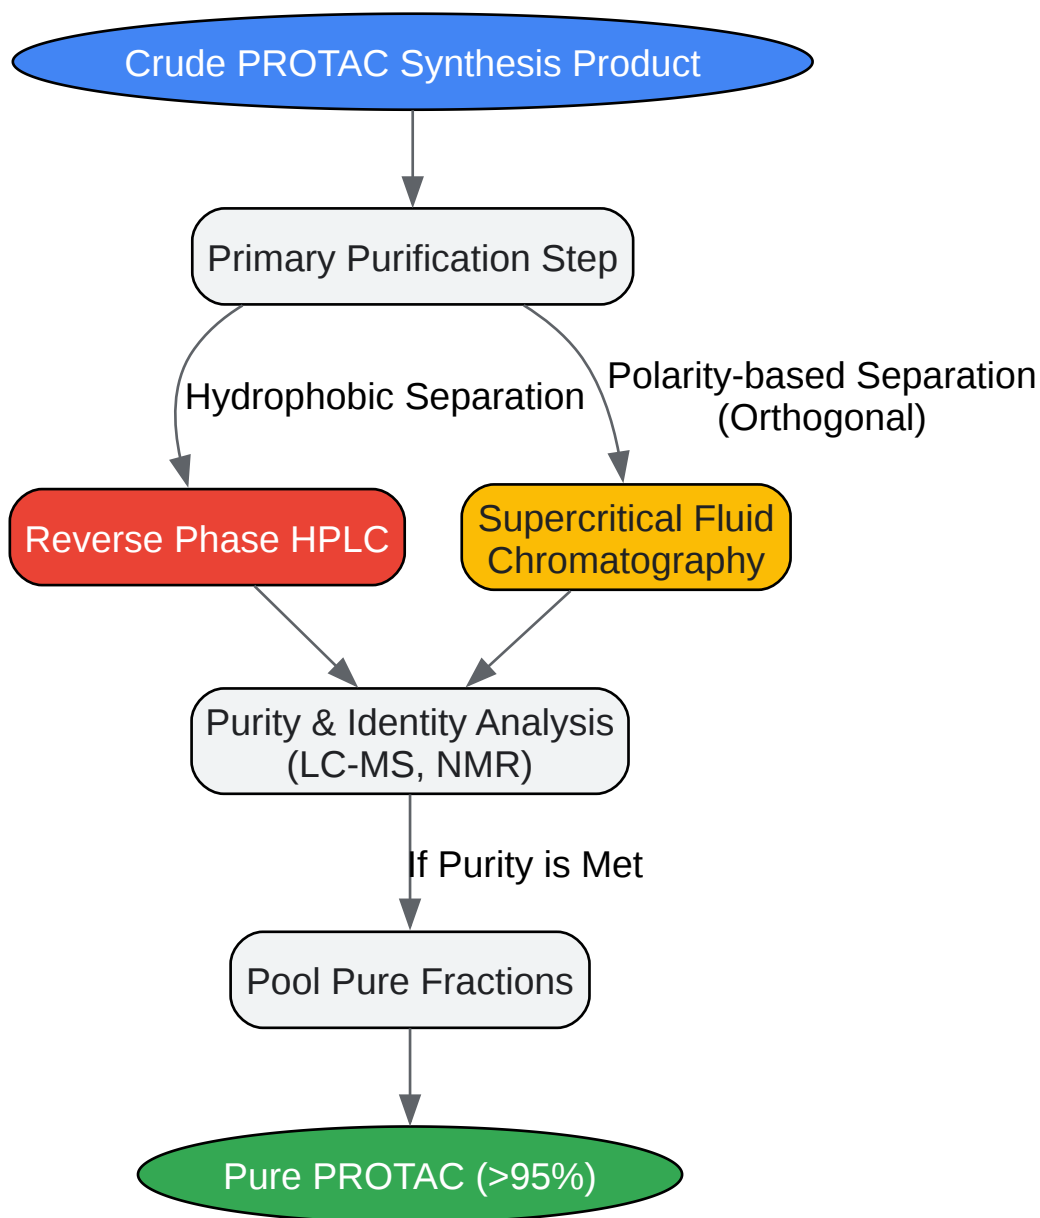 Crude PROTAC Synthesis Product
Primary Purification Step
Hydrophobic Separation
Polarity-based Separation
(Orthogonal)
Reverse Phase HPLC
Supercritical Fluid
Chromatography
Purity & Identity Analysis
(LC-MS, NMR)
If Purity is Met
Pool Pure Fractions
Pure PROTAC (>95%)